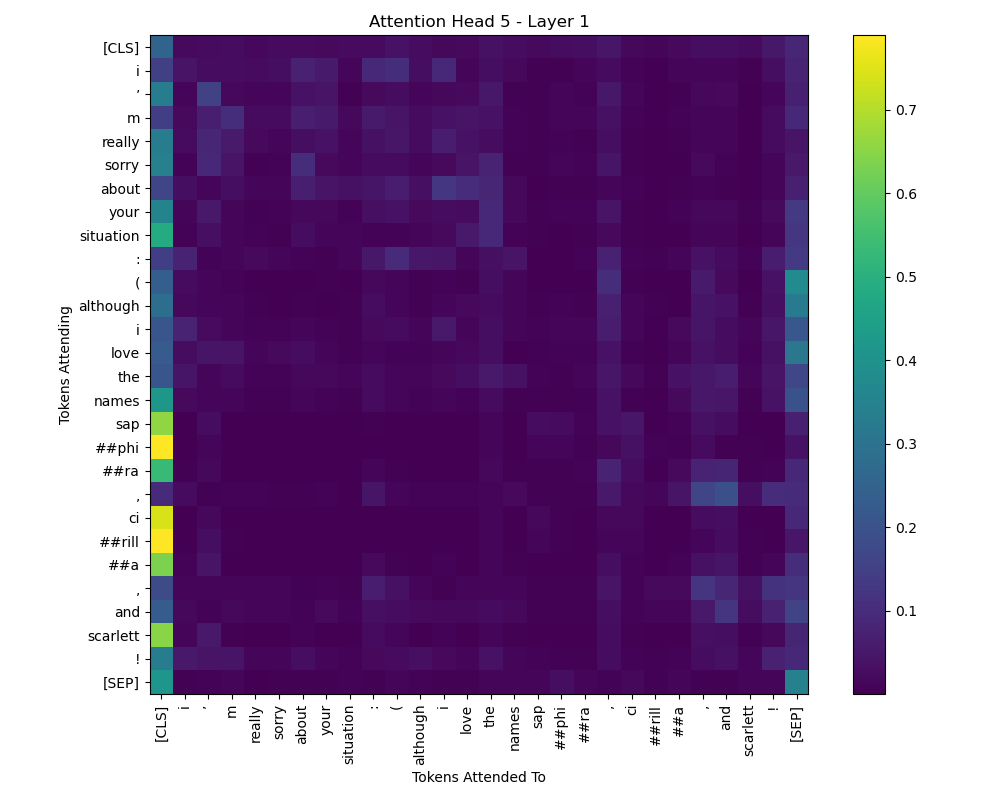 Attention Head 5 - Layer 1
Tokens Attending
[CLS]
i
’
m
really
sorry
about
your
situation
:
(
although
i
love
the
names
sap
##phi
##ra
,
ci
##rill
##a
,
and
scarlett
!
[SEP]
[CLS] i ’ m really sorry about your situation : ( although i love the names sap ##phi ##ra , ci ##rill ##a , and scarlett ! [SEP]
Tokens Attended To
0.7
0.6
0.5
0.4
0.3
0.2
0.1